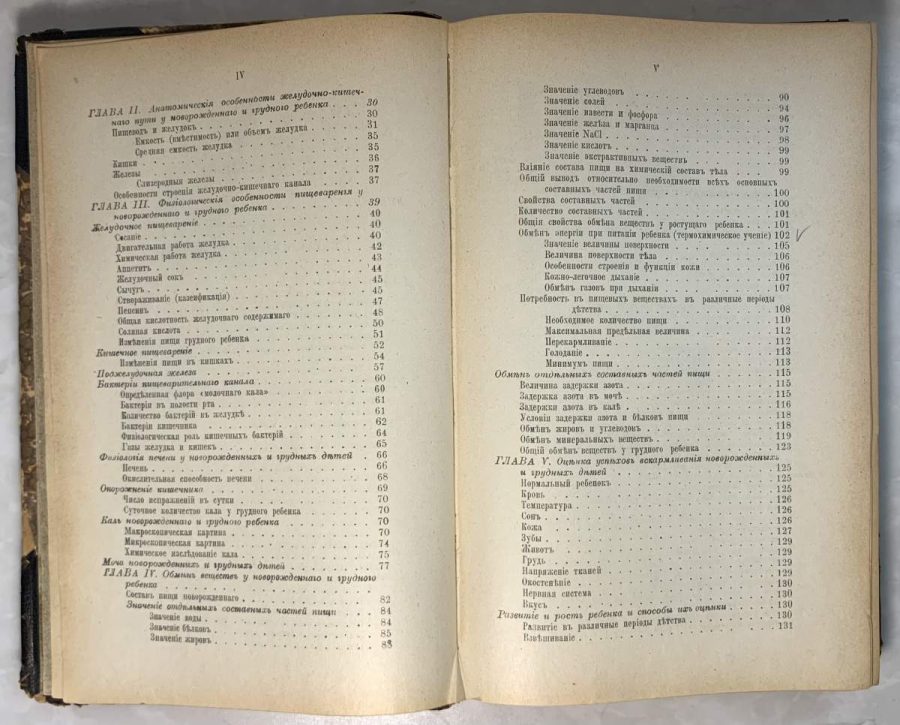 IV
ГЛАВА II. Анатомическія особенности желудочно-кишеч-
наго пути у новорожденнаго и грудного ребенка . . . 30
Пищеводъ и желудокъ . . . 30
Емкость (вмѣстимость) или объемъ желудка . . . 31
Средняя емкость желудка . . . 35
Кишки . . . 35
Железы . . . 36
Слизеродныя железы . . . 37
Особенности строенія желудочно-кишечнаго канала . . . 37
ГЛАВА III. Физіологическія особенности пищеваренія у
новорожденнаго и грудного ребенка . . . 39
Желудочное пищевареніе . . . 40
Сосаніе . . . 40
Двигательная работа желудка . . . 40
Химическая работа желудка . . . 42
Аппетитъ . . . 43
Желудочный сокъ . . . 44
Сычугъ . . . 45
Створаживаніе (казеификація) . . . 45
Пепсинъ . . . 47
Общая кислотность желудочнаго содержимаго . . . 48
Соляная кислота . . . 50
Измѣненія пищи грудного ребенка . . . 51
Кишечное пищевареніе . . . 52
Измѣненія пищи въ кишкахъ . . . 54
Поджелудочная железа . . . 57
Бактеріи пищеварительнаго канала . . . 60
Опредѣленная флора «молочнаго кала» . . . 60
Бактеріи въ полости рта . . . 61
Количество бактерій въ желудкѣ . . . 61
Бактеріи кишечника . . . 62
Физіологическая роль кишечныхъ бактерій . . . 64
Газы желудка и кишекъ . . . 65
Физіологія печени у новорожденныхъ и грудныхъ дѣтей . . 66
Печень . . . 66
Окислительная способность печени . . . 68
Опорожненіе кишечника . . . 69
Число испражненій въ сутки . . . 70
Суточное количество кала у грудного ребенка . . . 70
Калъ новорожденнаго и грудного ребенка . . . 70
Макроскопическая картина . . . 70
Микроскопическая картина . . . 74
Химическое изслѣдованіе кала . . . 75
Моча новорожденныхъ и грудныхъ дѣтей . . . 77
ГЛАВА IV. Обмѣнъ веществъ у новорожденнаго и грудного
ребенка
Составъ пищи новорожденнаго . . . 82
Значеніе отдѣльныхъ составныхъ частей пищи . . . 84
Значеніе воды . . . 84
Значеніе бѣлковъ . . . 85
Значеніе жировъ . . . 88
V
Значеніе углеводовъ . . . 90
Значеніе солей . . . 94
Значеніе извести и фосфора . . . 96
Значеніе желѣза и марганца . . . 97
Значеніе NaCl . . . 98
Значеніе кислотъ . . . 99
Значеніе экстрактивныхъ веществъ . . . 99
Вліяніе состава пищи на химическій составъ тѣла . . . 99
Общій выводъ относительно необходимости всѣхъ основныхъ
составныхъ частей пищи . . . 100
Свойства составныхъ частей . . . 100
Количество составныхъ частей . . . 101
Общія свойства обмѣна веществъ у ростущаго ребенка . . . 101
Обмѣнъ энергіи при питаніи ребенка (термохимическое ученіе) 102
Значеніе величины поверхности . . . 105
Величина поверхности тѣла . . . 106
Особенности строенія и функціи кожи . . . 106
Кожно-легочное дыханіе . . . 107
Обмѣнъ газовъ при дыханіи . . . 107
Потребность въ пищевыхъ веществахъ въ различные періоды
дѣтства . . . 108
Необходимое количество пищи . . . 110
Максимальная предѣльная величина . . . 112
Перекармливаніе . . . 112
Голоданіе . . . 113
Минимумъ пищи . . . 113
Обмѣнъ отдѣльныхъ составныхъ частей пищи . . . 115
Величина задержки азота . . . 115
Задержка азота въ мочѣ . . . 115
Задержки азота въ калѣ . . . 116
Условія задержки азота и бѣлковъ пищи . . . 118
Обмѣнъ жировъ и углеводовъ . . . 118
Обмѣнъ минеральныхъ веществъ . . . 119
Общій обмѣнъ веществъ у грудного ребенка . . . 123
ГЛАВА V. Оцѣнка успѣховъ вскармливанія новорожденныхъ
и грудныхъ дѣтей . . . 125
Нормальный ребенокъ . . . 125
Кровь . . . 125
Температура . . . 126
Сонъ . . . 126
Кожа . . . 127
Зубы . . . 129
Животъ . . . 129
Грудь . . . 129
Напряженіе тканей . . . 129
Окостенѣніе . . . 130
Нервная система . . . 130
Вкусъ . . . 130
Развитіе и ростъ ребенка и способы ихъ оцѣнки . . . 130
Развитіе въ различные періоды дѣтства . . . 131
Взвѣшиваніе